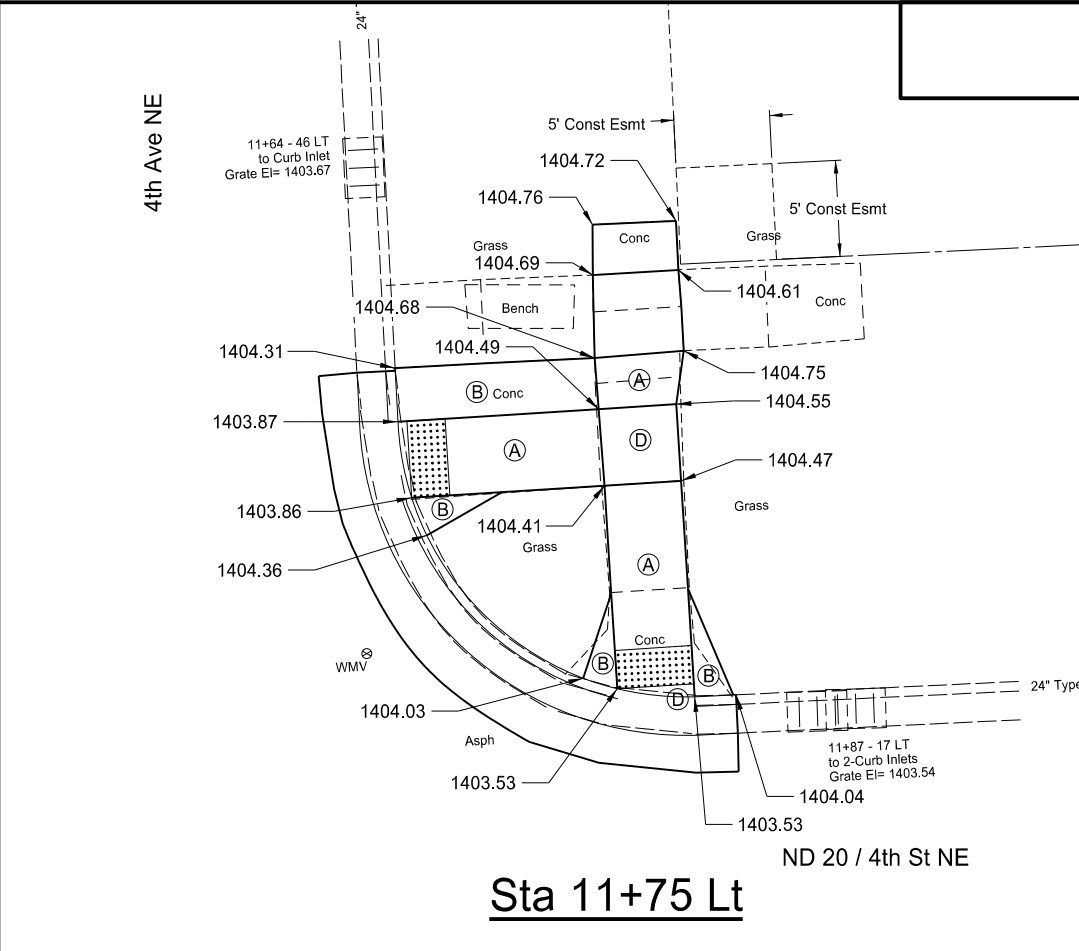 24"
4th Ave NE
11+64 - 46 LT
to Curb Inlet
Grate El= 1403.67
5' Const Esmt
1404.72
1404.76
5' Const Esmt
Conc
Grass
Grass
1404.69
1404.61
Conc
1404.68
Bench
1404.49
1404.31
1404.75
A
B Conc
1404.55
1403.87
D
A
1404.47
1403.86
B
1404.41
Grass
Grass
1404.36
A
Conc
WMV
B
B
D
24" Type
1404.03
Asph
11+87 - 17 LT
to 2-Curb Inlets
Grate El= 1403.54
1403.53
1404.04
1403.53
ND 20 / 4th St NE
Sta 11+75 Lt